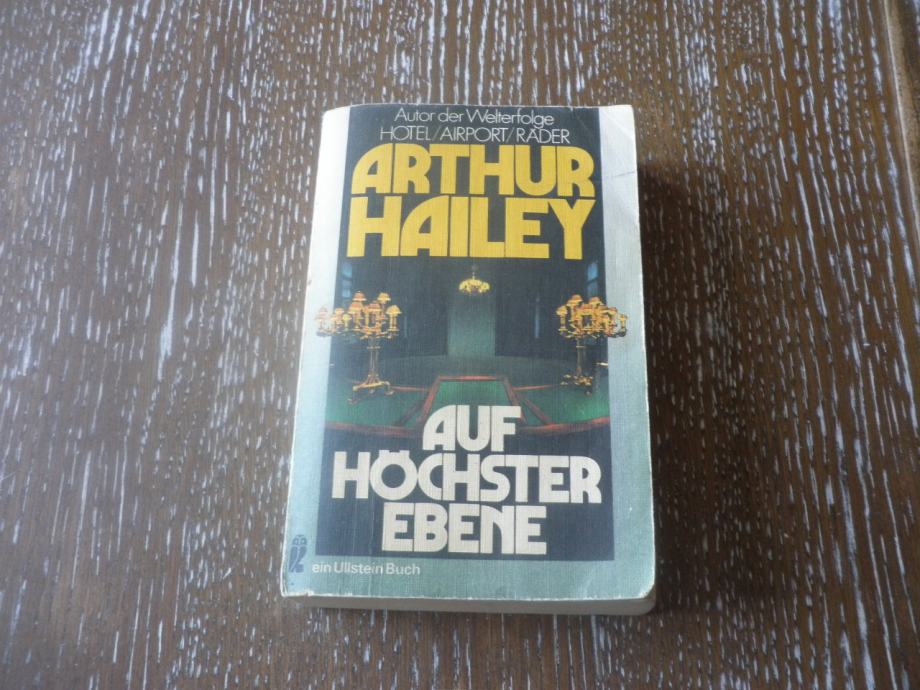 Autor der Welterfolge
HOTEL/AIRPORT/RÄDER
ARTHUR
HAILEY
AUF
HÖCHSTER
EBENE
ein Ullstein Buch